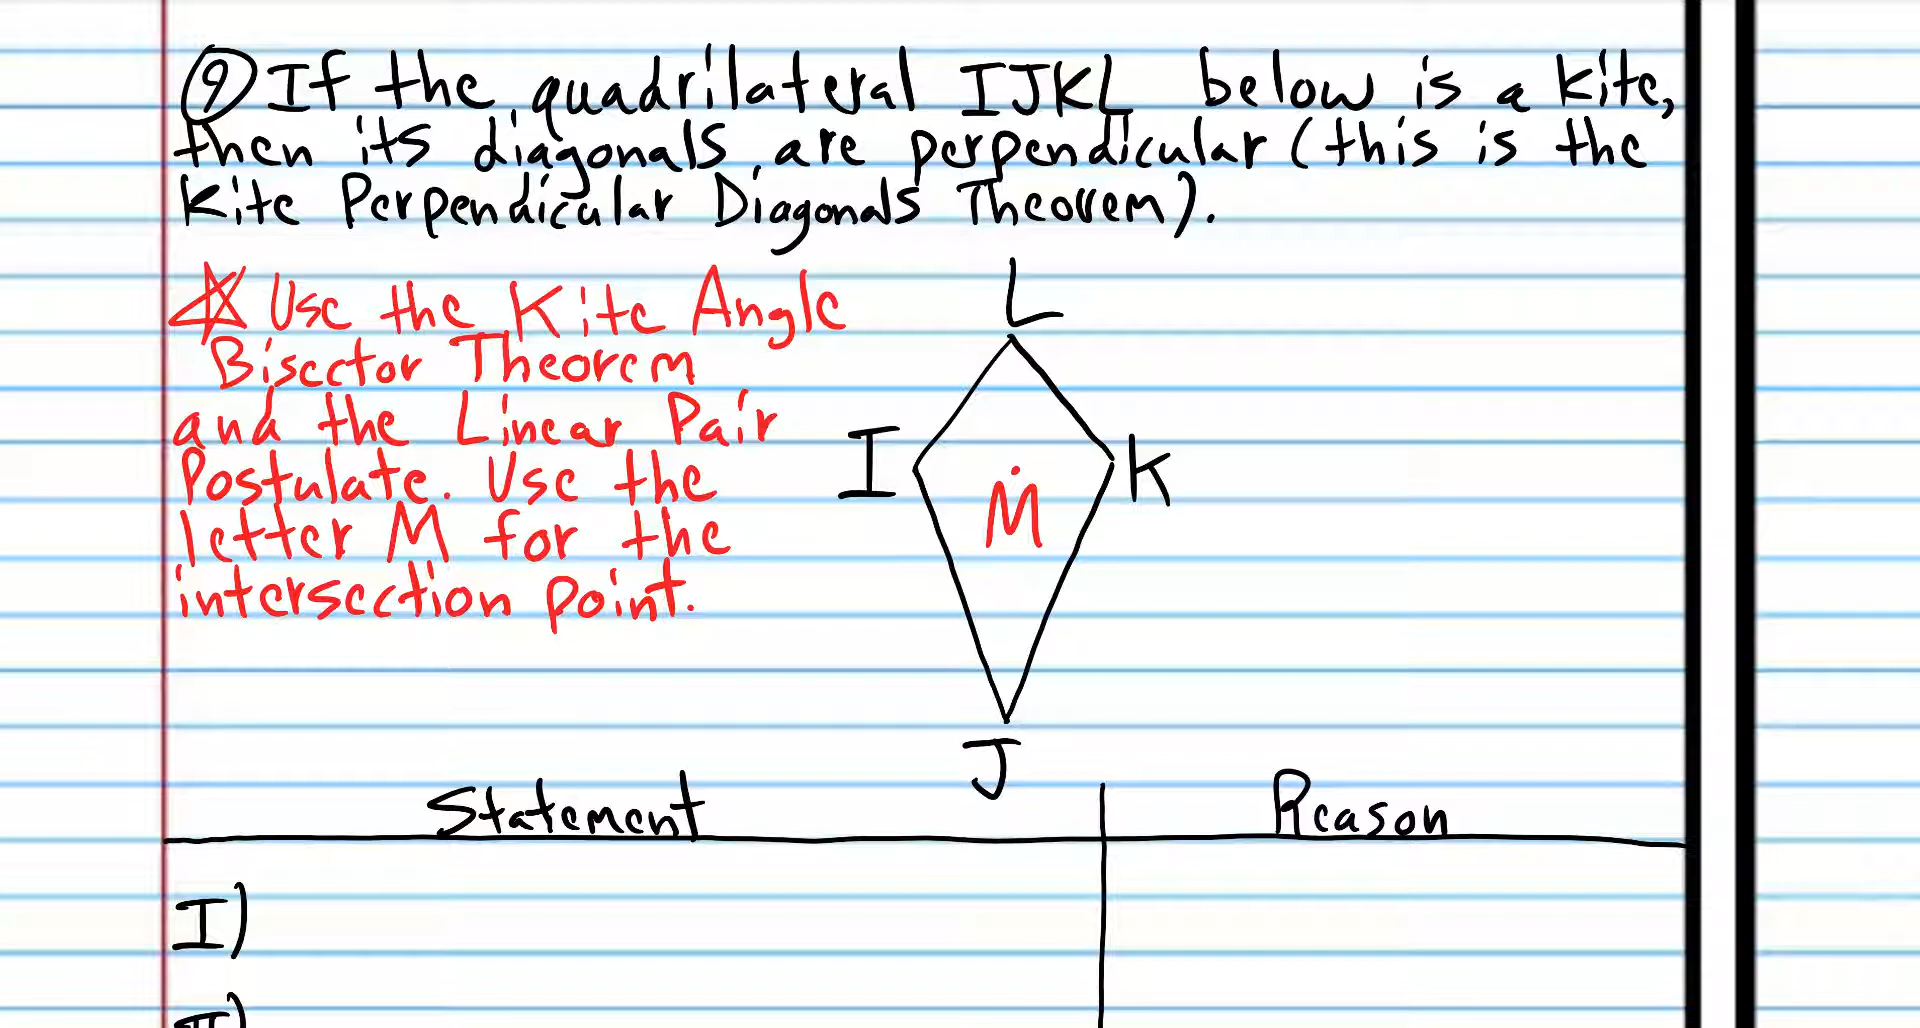 9 If the quadrilateral IJKL below is a kite,
then its diagonals are perpendicular (this is the
Kite Perpendicular Diagonals Theorem).
☆ Use the Kite Angle
Bisector Theorem
and the Linear Pair
Postulate. Use the
letter M for the
intersection point.
L
I
K
M
J
Statement
Reason
I)
II)